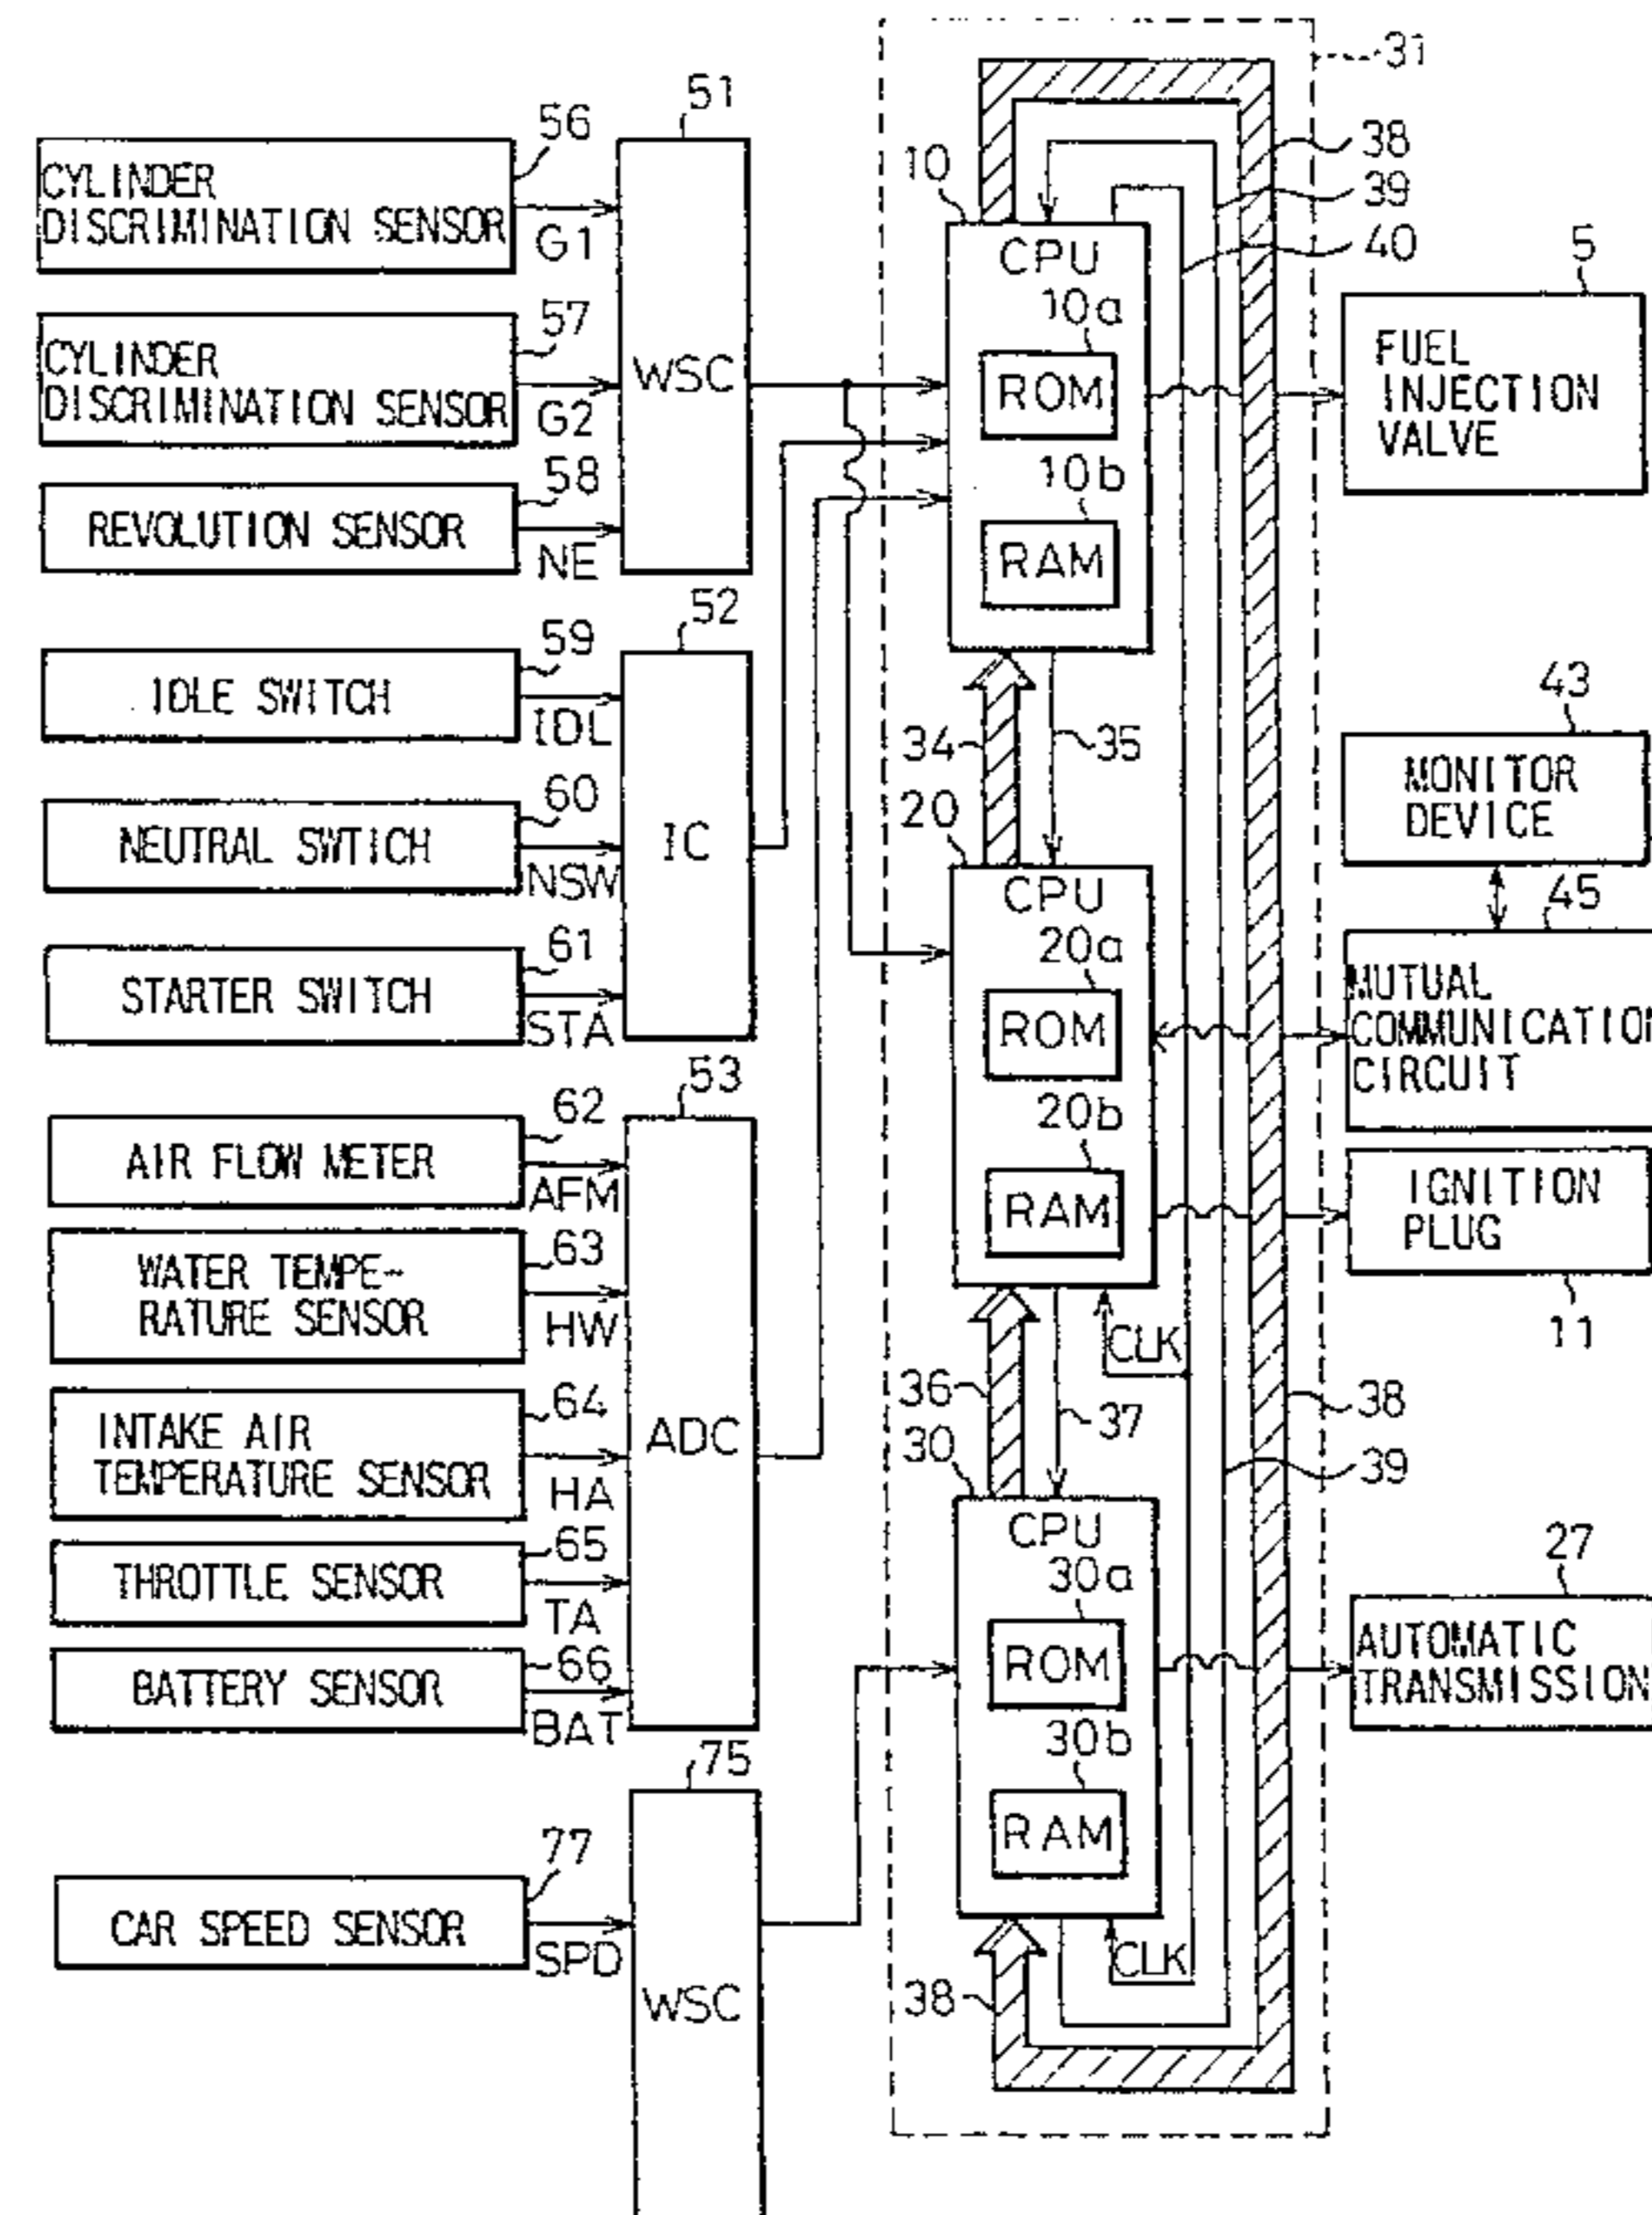 31
51
56
CYLINDER
DISCRIMINATION SENSOR
G1
57
CYLINDER
DISCRIMINATION SENSOR
G2
58
REVOLUTION SENSOR
NE
WSC
52
59
IDLE SWITCH
IDL
60
NEUTRAL SWTICH
NSW
61
STARTER SWITCH
STA
IC
53
62
AIR FLOW METER
AFM
63
WATER TEMPE-
RATURE SENSOR
HW
64
INTAKE AIR
TEMPERATURE SENSOR
HA
65
THROTTLE SENSOR
TA
66
BATTERY SENSOR
BAT
ADC
75
77
CAR SPEED SENSOR
SPD
WSC
10
CPU
10a
ROM
10b
RAM
34
35
20
CPU
20a
ROM
20b
RAM
CLK
36
37
30
CPU
30a
ROM
30b
RAM
CLK
38
38
39
40
38
39
5
FUEL
INJECTION
VALVE
43
MONITOR
DEVICE
45
MUTUAL
COMMUNICATION
CIRCUIT
IGNITION
PLUG
11
27
AUTOMATIC
TRANSMISSION